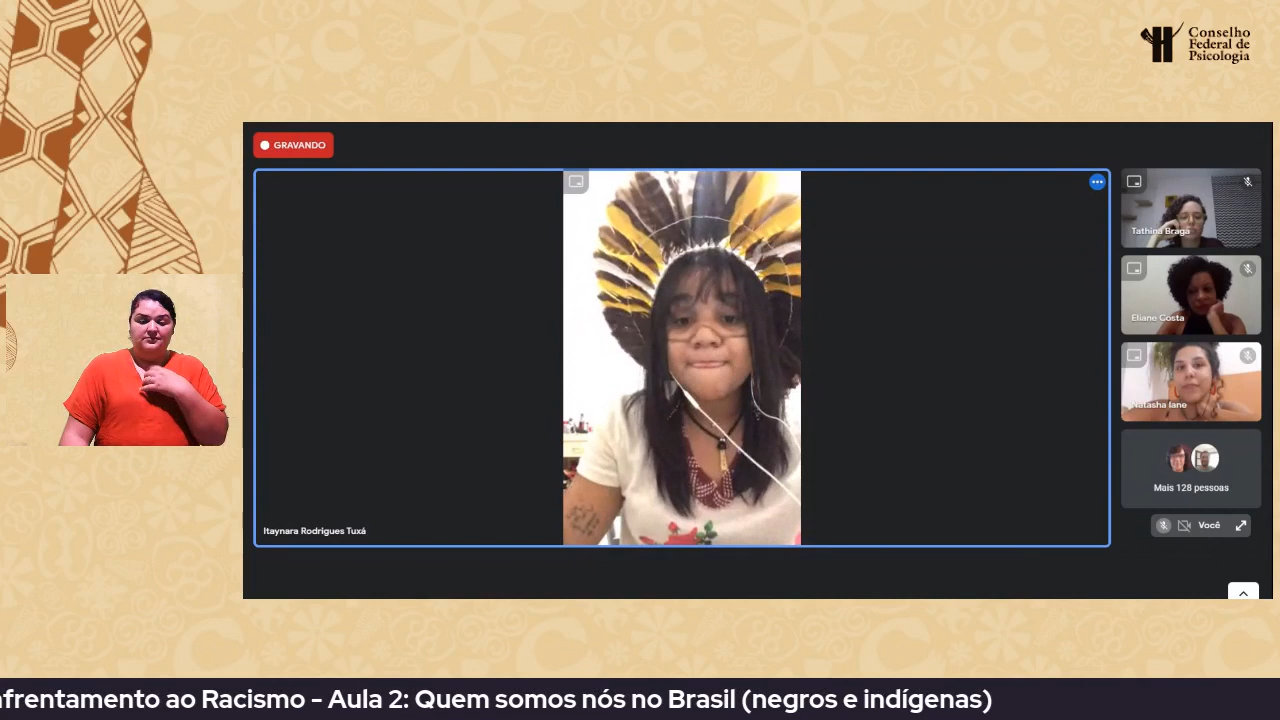 Conselho
Federal de
Psicologia
GRAVANDO
Tathina Braga
Eliane Costa
Natasha Iane
Mais 128 pessoas
Você
Itaynara Rodrigues Tuxá
nfrentamento ao Racismo - Aula 2: Quem somos nós no Brasil (negros e indígenas)